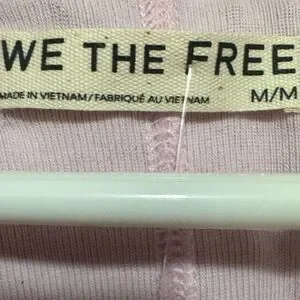 WE THE FREE
MADE IN VIETNAM / FABRIQUÉ AU VIETNAM M/M